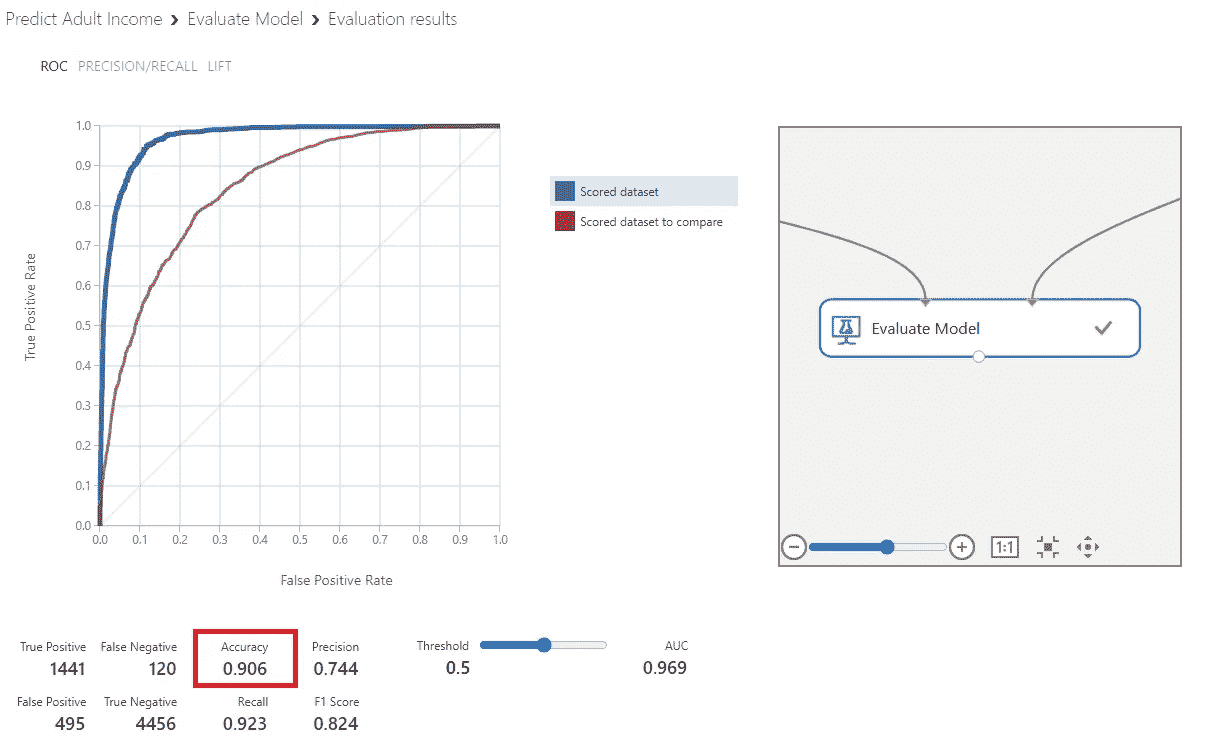 Predict Adult Income › Evaluate Model › Evaluation results
ROC PRECISION/RECALL LIFT
True Positive Rate
1.0
0.9
0.8
0.7
0.6
0.5
0.4
0.3
0.2
0.1
0.0
0.0 0.1 0.2 0.3 0.4 0.5 0.6 0.7 0.8 0.9 1.0
False Positive Rate
Scored dataset
Scored dataset to compare
Evaluate Model
1:1
True Positive False Negative Accuracy Precision Threshold AUC
1441 120 0.906 0.744 0.5 0.969
False Positive True Negative Recall F1 Score
495 4456 0.923 0.824